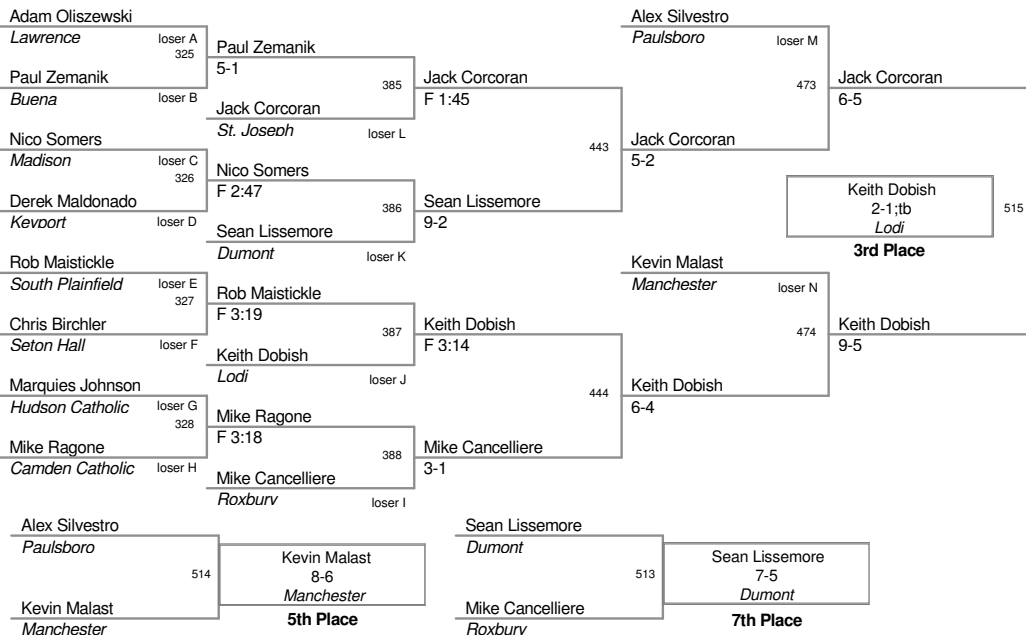 Adam Oliszewski
Lawrence
loser A
325
Paul Zemanik
Buena
loser B
Nico Somers
Madison
loser C
326
Derek Maldonado
Keyport
loser D
Rob Maistickle
South Plainfield
loser E
327
Chris Birchler
Seton Hall
loser F
Marquies Johnson
Hudson Catholic
loser G
328
Mike Ragone
Camden Catholic
loser H
Paul Zemanik
5-1
385
Jack Corcoran
St. Joseph
loser L
Nico Somers
F 2:47
386
Sean Lissemore
Dumont
loser K
Rob Maistickle
F 3:19
387
Keith Dobish
Lodi
loser J
Mike Ragone
F 3:18
388
Mike Cancelliere
Roxbury
loser I
Jack Corcoran
F 1:45
443
Sean Lissemore
9-2
Keith Dobish
F 3:14
444
Mike Cancelliere
3-1
Alex Silvestro
Paulsboro
loser M
473
Jack Corcoran
5-2
Kevin Malast
Manchester
loser N
474
Keith Dobish
6-4
Jack Corcoran
6-5
Keith Dobish
2-1;tb
Lodi
515
3rd Place
Keith Dobish
9-5
Alex Silvestro
Paulsboro
514
Kevin Malast
Manchester
Kevin Malast
8-6
Manchester
5th Place
Sean Lissemore
Dumont
513
Mike Cancelliere
Roxbury
Sean Lissemore
7-5
Dumont
7th Place